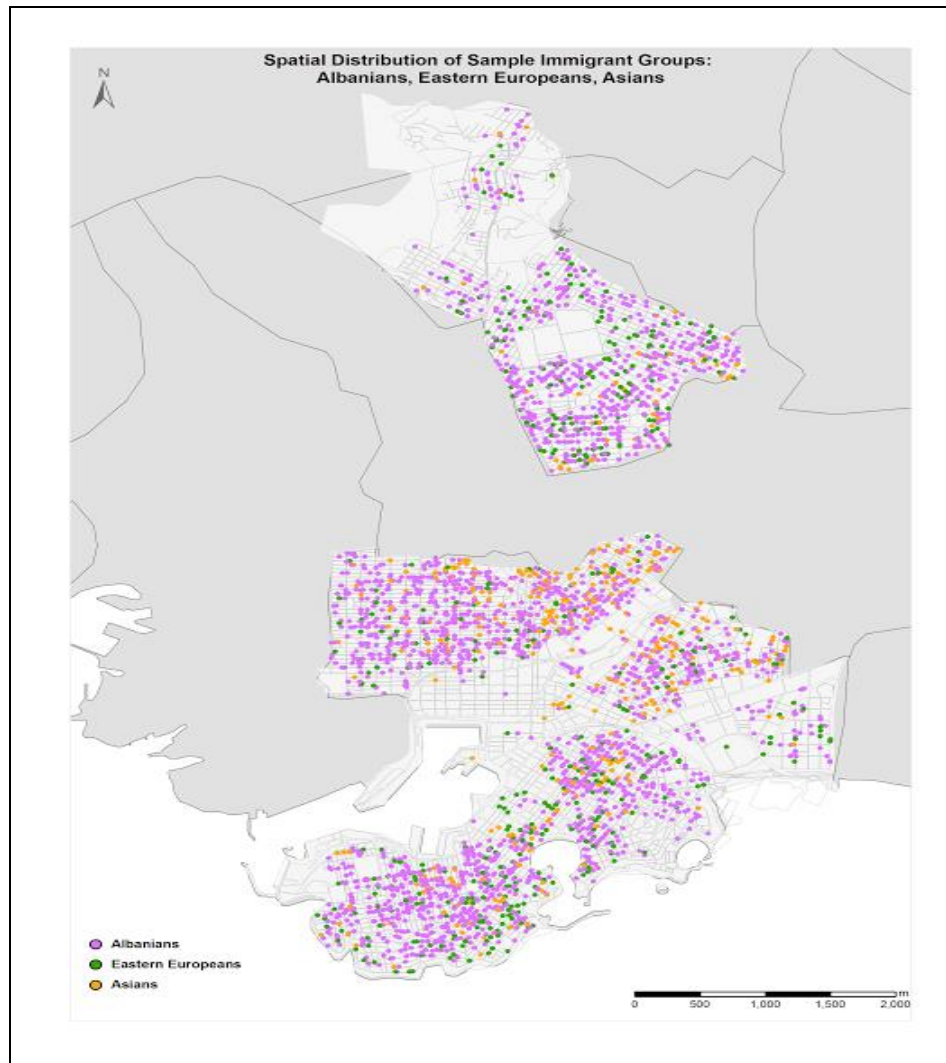 Spatial Distribution of Sample Immigrant Groups:
Albanians, Eastern Europeans, Asians
N
Albanians
Eastern Europeans
Asians
m
0 500 1,000 1,500 2,000